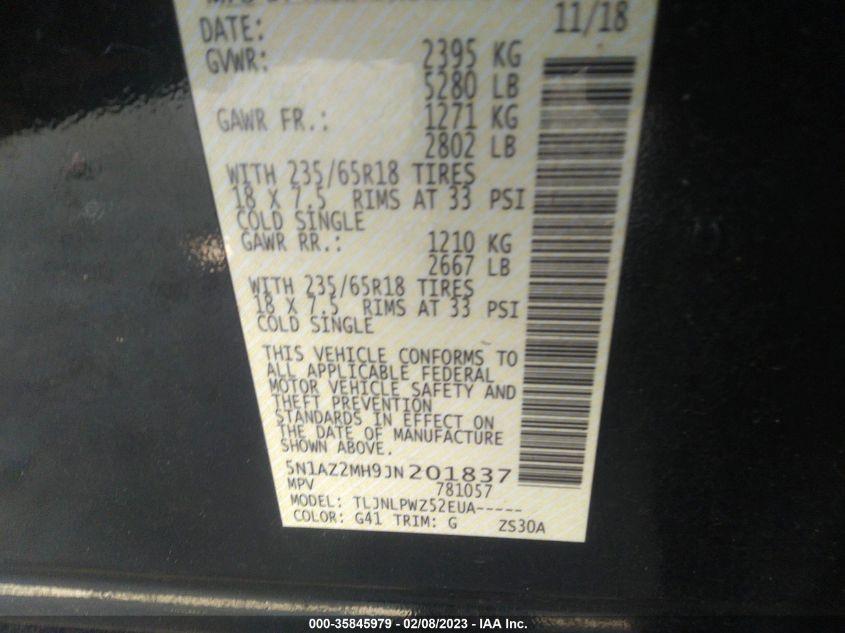 DATE: 11/18
GVWR: 2395 KG
5280 LB
GAWR FR.: 1271 KG
2802 LB
WITH 235/65R18 TIRES
18 X 7.5 RIMS AT 33 PSI
COLD SINGLE
GAWR RR.: 1210 KG
2667 LB
WITH 235/65R18 TIRES
18 X 7.5 RIMS AT 33 PSI
COLD SINGLE
THIS VEHICLE CONFORMS TO
ALL APPLICABLE FEDERAL
MOTOR VEHICLE SAFETY AND
THEFT PREVENTION
STANDARDS IN EFFECT ON
THE DATE OF MANUFACTURE
SHOWN ABOVE.
5N1AZ2MH9JN201837
MPV 781057
MODEL: TLJNLPWZ52EUA-----
COLOR: G41 TRIM: G ZS30A
000-35845979 - 02/08/2023 - IAA Inc.